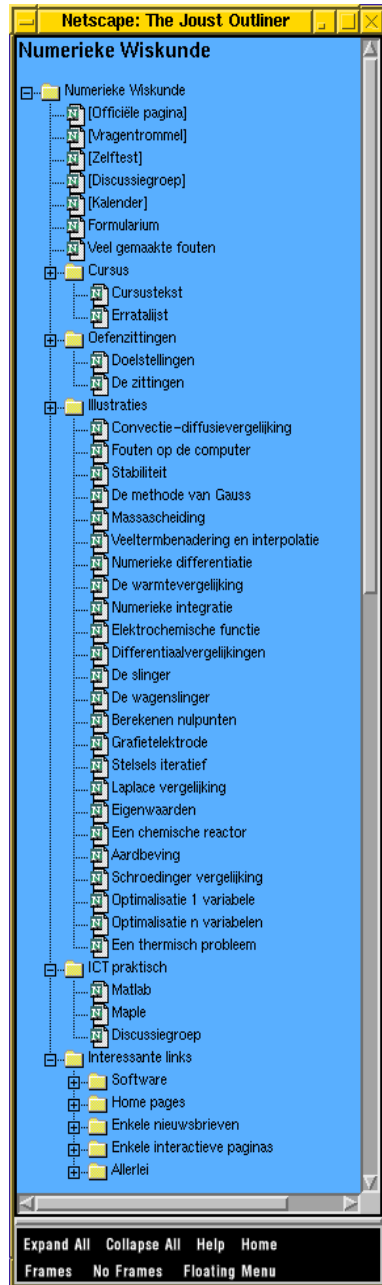 Netscape: The Joust Outliner
Numerieke Wiskunde
Numerieke Wiskunde
[Officiële pagina]
[Vragentrommel]
[Zelftest]
[Discussiegroep]
[Kalender]
Formularium
Veel gemaakte fouten
Cursus
Cursustekst
Erratalijst
Oefenzittingen
Doelstellingen
De zittingen
Illustraties
Convectie-diffusievergelijking
Fouten op de computer
Stabiliteit
De methode van Gauss
Massascheiding
Veeltermbenadering en interpolatie
Numerieke differentiatie
De warmtevergelijking
Numerieke integratie
Elektrochemische functie
Differentiaalvergelijkingen
De slinger
De wagenslinger
Berekenen nulpunten
Grafietelektrode
Stelsels iteratief
Laplace vergelijking
Eigenwaarden
Een chemische reactor
Aardbeving
Schroedinger vergelijking
Optimalisatie 1 variabele
Optimalisatie n variabelen
Een thermisch probleem
ICT praktisch
Matlab
Maple
Discussiegroep
Interessante links
Software
Home pages
Enkele nieuwsbrieven
Enkele interactieve paginas
Allerlei
Expand All Collapse All Help Home
Frames No Frames Floating Menu